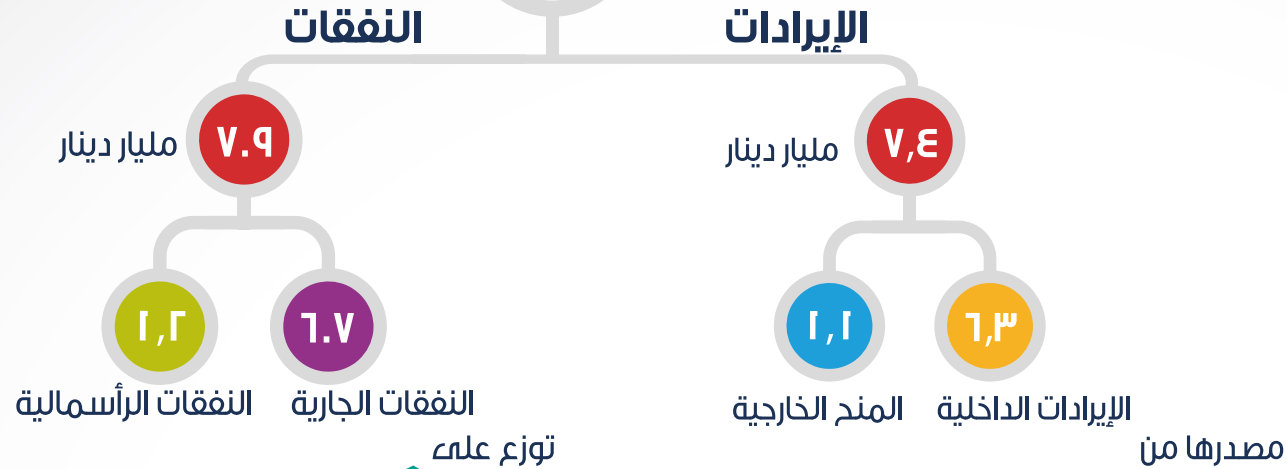 الإيرادات
النفقات
٧,٤
مليار دينار
٧.٩
مليار دينار
٦,٣
١,١
٦.٧
١,٢
الإيرادات الداخلية
المنح الخارجية
النفقات الجارية
النفقات الرأسمالية
مصدرها من
توزع على